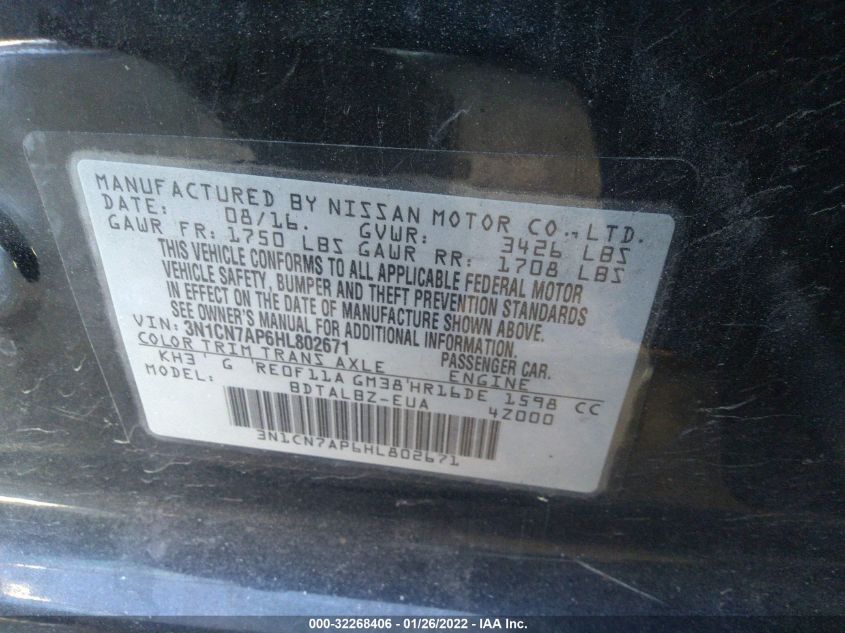 MANUFACTURED BY NISSAN MOTOR CO.,LTD.
DATE: 08/16. GVWR: 3426 LBS
GAWR FR: 1750 LBS GAWR RR: 1708 LBS
THIS VEHICLE CONFORMS TO ALL APPLICABLE FEDERAL MOTOR
VEHICLE SAFETY, BUMPER AND THEFT PREVENTION STANDARDS
IN EFFECT ON THE DATE OF MANUFACTURE SHOWN ABOVE.
SEE OWNER'S MANUAL FOR ADDITIONAL INFORMATION.
VIN: 3N1CN7AP6HL802671 PASSENGER CAR.
COLOR TRIM TRANS AXLE ENGINE
KH3 ' G 'RE0F11A GM38'HR16DE 1598 CC
MODEL: BDTALBZ-EUA 4Z000
3N1CN7AP6HL802671
000-32268406 - 01/26/2022 - IAA Inc.